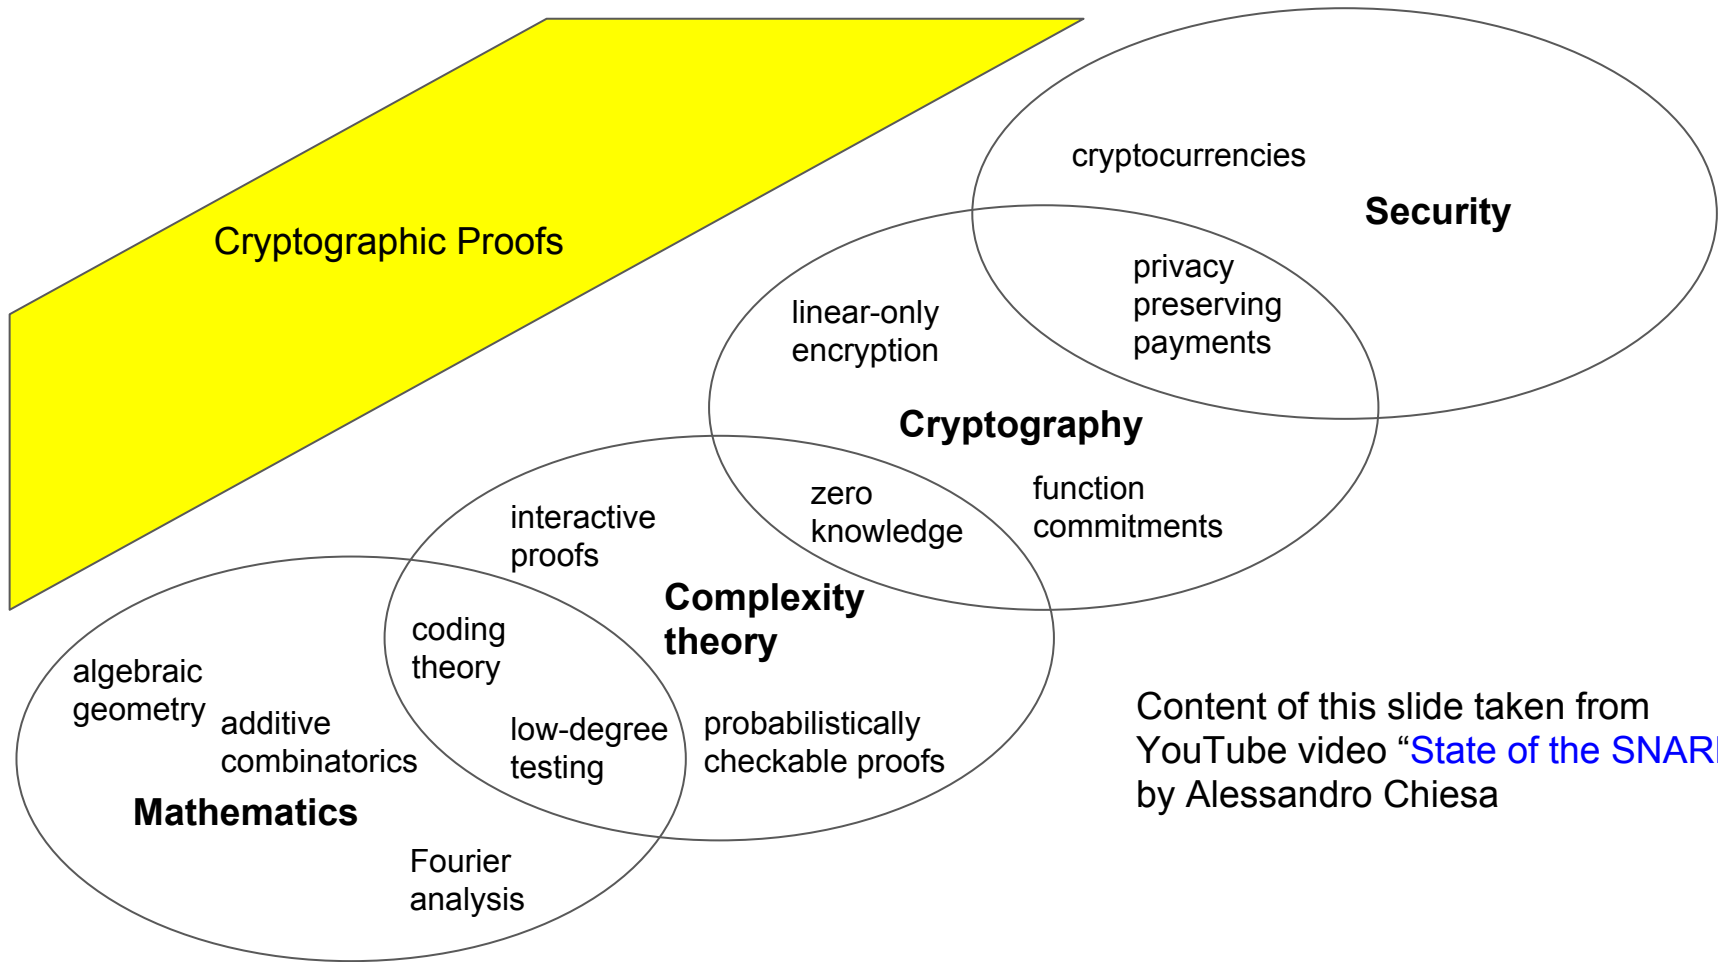 Cryptographic Proofs
cryptocurrencies
Security
privacy
preserving
payments
linear-only
encryption
Cryptography
zero
knowledge
function
commitments
interactive
proofs
Complexity
theory
coding
theory
low-degree
testing
probabilistically
checkable proofs
algebraic
geometry
additive
combinatorics
Mathematics
Fourier
analysis
Content of this slide taken from
YouTube video “State of the
by Alessandro Chiesa